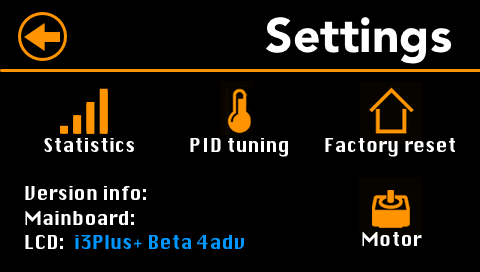 Settings
Statistics PID tuning Factory reset
Version info:
Mainboard:
LCD: i3Plus+ Beta 4adv
Motor